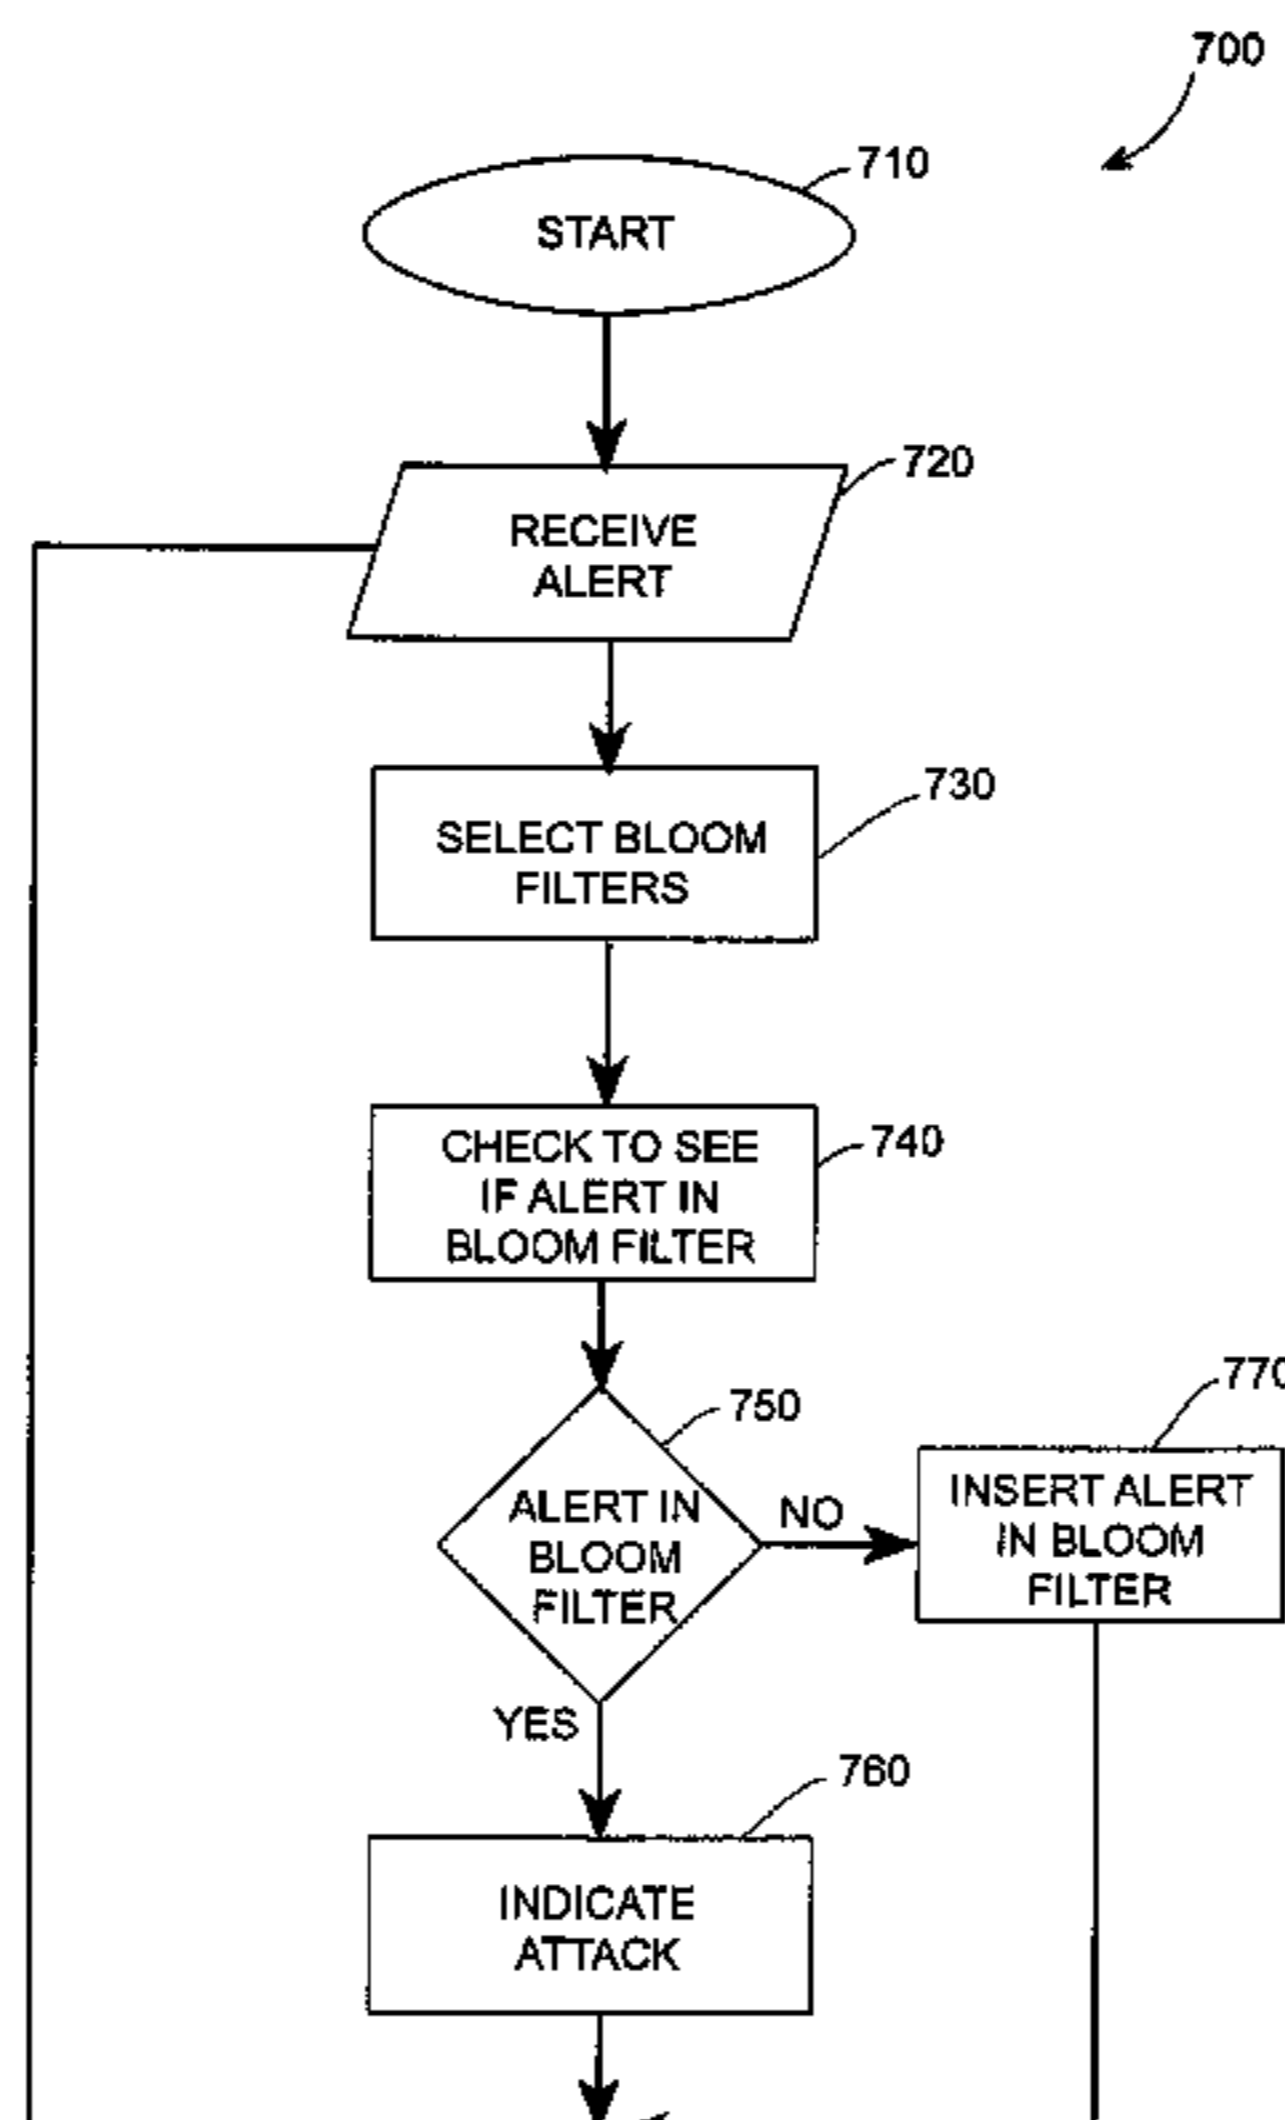 700
710
START
720
RECEIVE
ALERT
730
SELECT BLOOM
FILTERS
740
CHECK TO SEE
IF ALERT IN
BLOOM FILTER
750
770
ALERT IN
BLOOM
FILTER
NO
INSERT ALERT
IN BLOOM
FILTER
YES
760
INDICATE
ATTACK